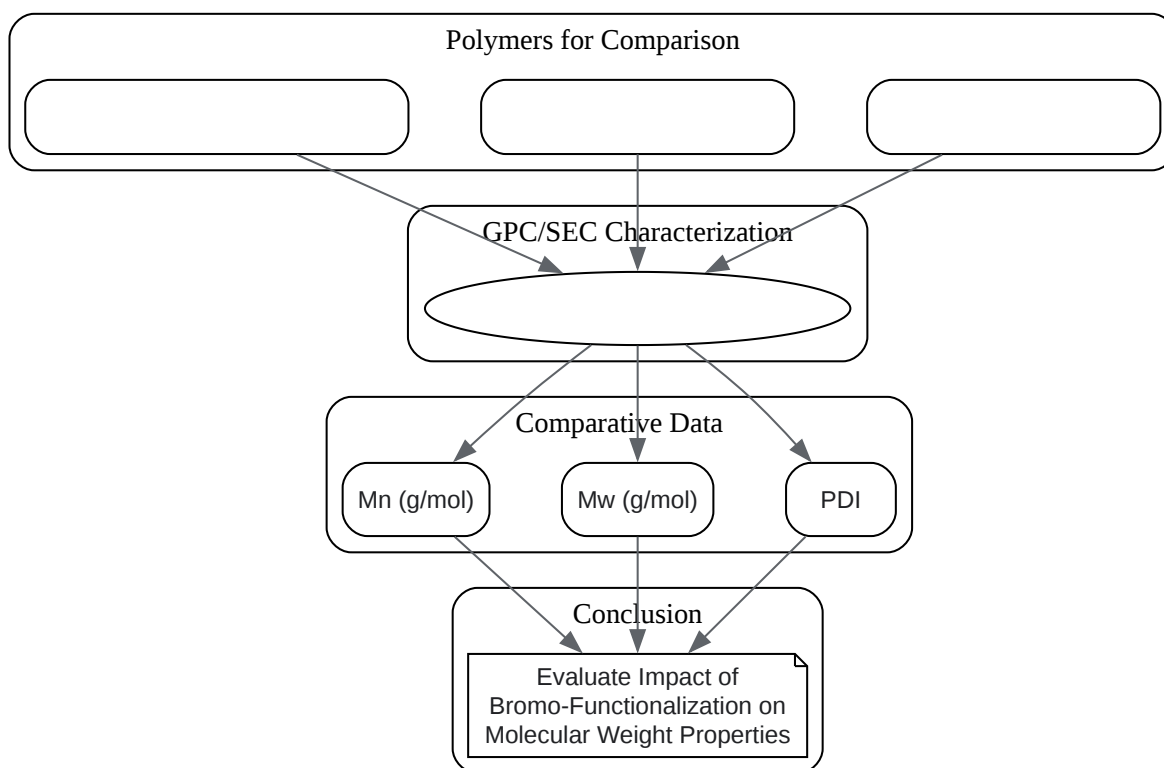 Polymers for Comparison
GPC/SEC Characterization
Comparative Data
Mn (g/mol)
Mw (g/mol)
PDI
Conclusion
Evaluate Impact of
Bromo-Functionalization on
Molecular Weight Properties